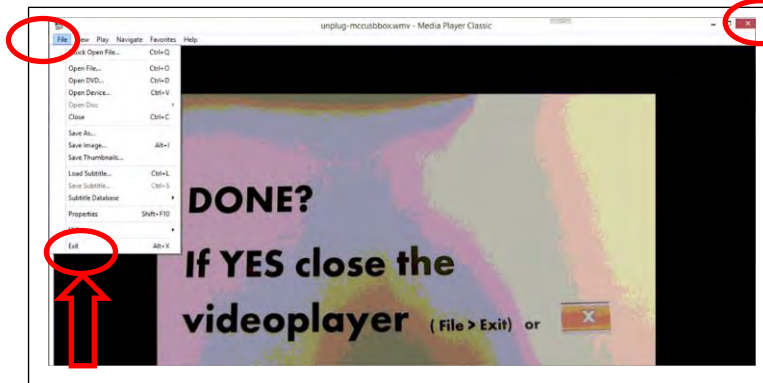 unplug-mccusbbox.wmv - Media Player Classic
File View Play Navigate Favorites Help
Quick Open File... Ctrl+Q
Open File... Ctrl+O
Open DVD... Ctrl+D
Open Device... Ctrl+V
Open Disc
Close Ctrl+C
Save As...
Save Image... Alt+I
Save Thumbnails...
Load Subtitle... Ctrl+L
Save Subtitle... Ctrl+S
Subtitle Database
Properties Shift+F10
Exit Alt+X
DONE?
If YES close the
videoplayer ( File > Exit) or X